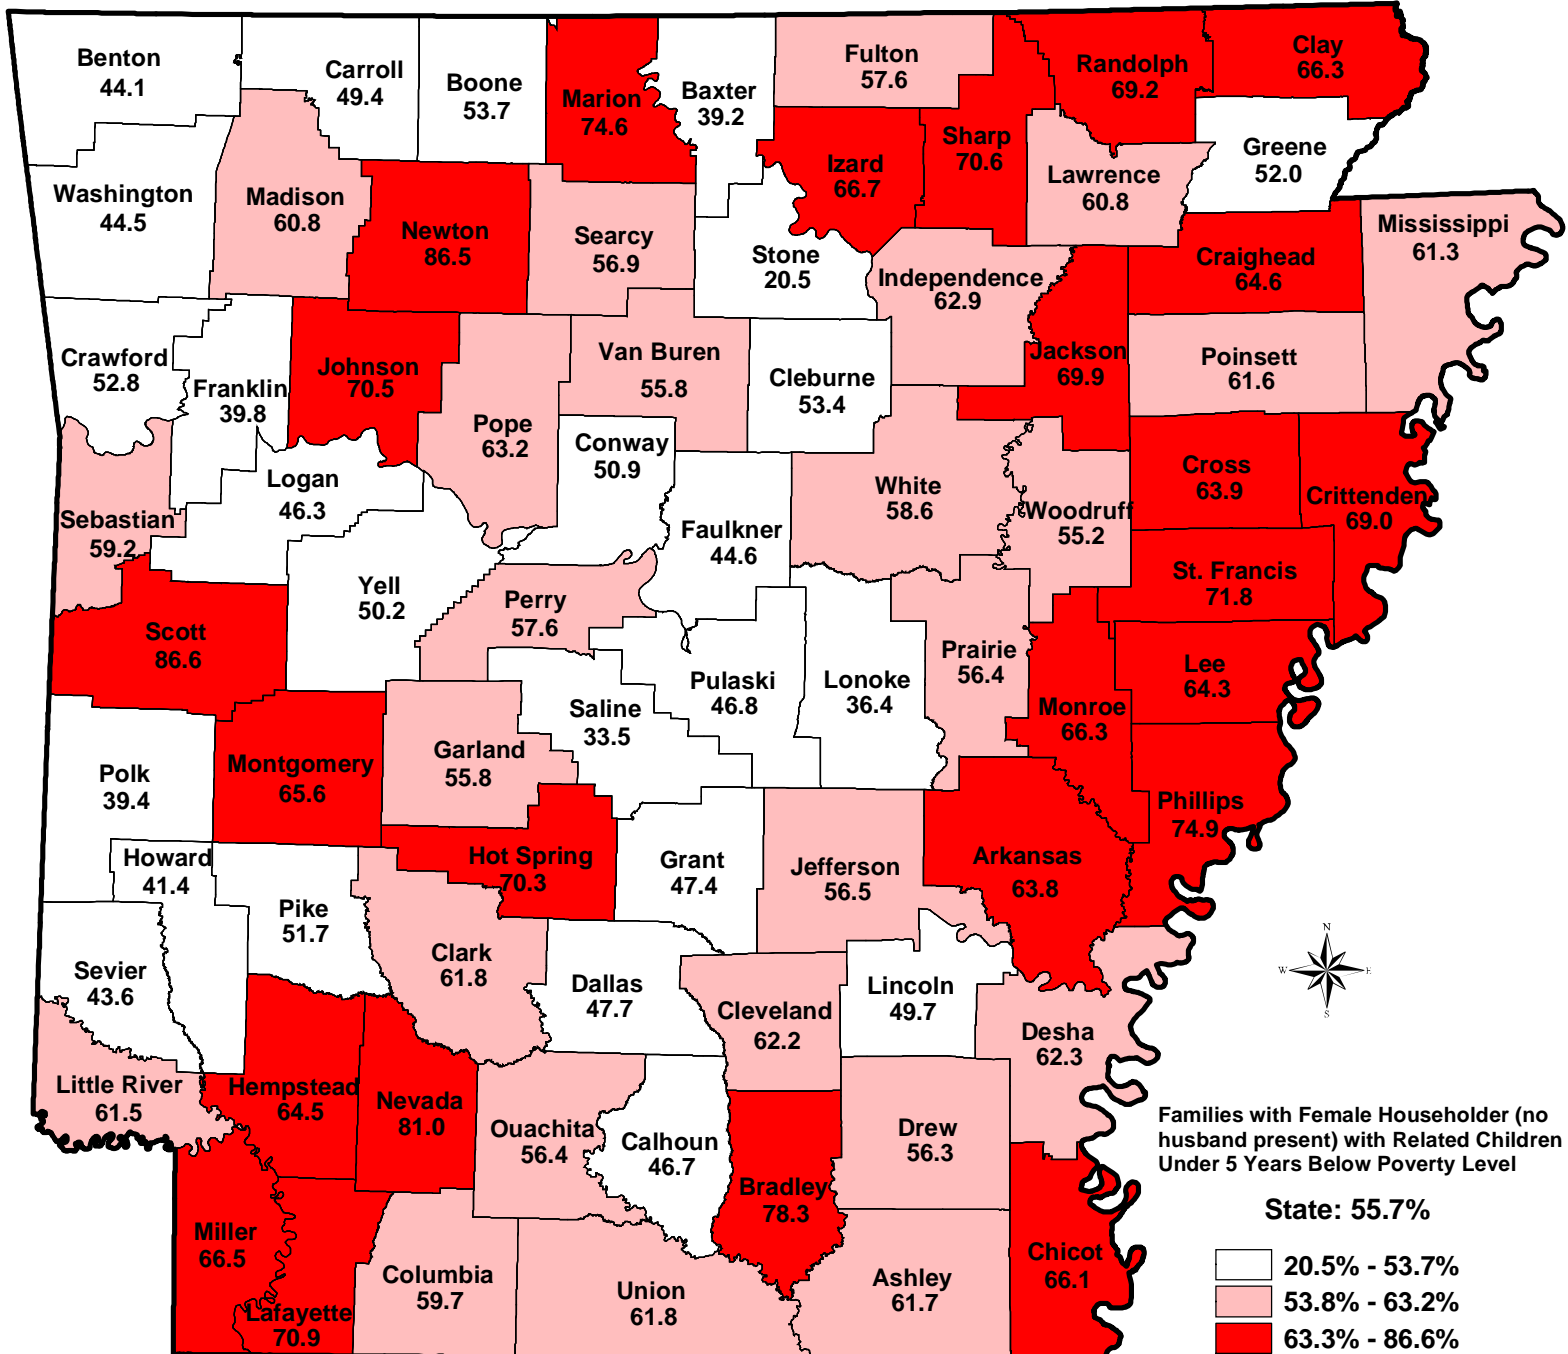 Benton
44.1
Carroll
49.4
Boone
53.7
Marion
74.6
Baxter
39.2
Fulton
57.6
Randolph
69.2
Clay
66.3
Sharp
70.6
Izard
66.7
Lawrence
60.8
Greene
52.0
Washington
44.5
Madison
60.8
Newton
86.5
Searcy
56.9
Stone
20.5
Independence
62.9
Craighead
64.6
Mississippi
61.3
Crawford
52.8
Franklin
39.8
Johnson
70.5
Pope
63.2
Van Buren
55.8
Cleburne
53.4
Jackson
69.9
Poinsett
61.6
Conway
50.9
Logan
46.3
Sebastian
59.2
Faulkner
44.6
White
58.6
Woodruff
55.2
Cross
63.9
Crittenden
69.0
Yell
50.2
Perry
57.6
St. Francis
71.8
Scott
86.6
Pulaski
46.8
Lonoke
36.4
Prairie
56.4
Lee
64.3
Saline
33.5
Monroe
66.3
Polk
39.4
Montgomery
65.6
Garland
55.8
Phillips
74.9
Howard
41.4
Hot Spring
70.3
Grant
47.4
Jefferson
56.5
Arkansas
63.8
Pike
51.7
Clark
61.8
Sevier
43.6
Dallas
47.7
Cleveland
62.2
Lincoln
49.7
Desha
62.3
N
W
E
S
Little River
61.5
Hempstead
64.5
Nevada
81.0
Ouachita
56.4
Calhoun
46.7
Drew
56.3
Bradley
78.3
Miller
66.5
Lafayette
70.9
Columbia
59.7
Union
61.8
Ashley
61.7
Chicot
66.1
Families with Female Householder (no
husband present) with Related Children
Under 5 Years Below Poverty Level
State: 55.7%
20.5% - 53.7%
53.8% - 63.2%
63.3% - 86.6%